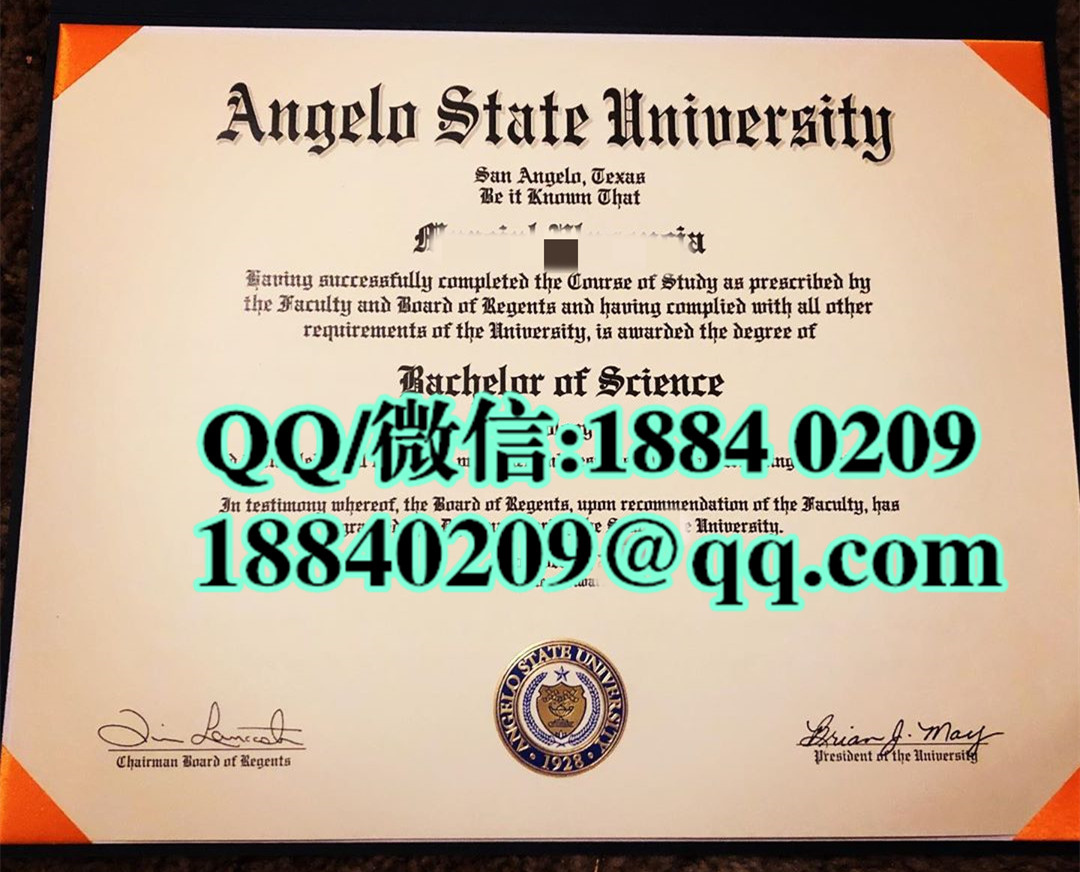 Angelo State University
San Angelo, Texas
Be it Known That
Having successfully completed the Course of Study as prescribed by
the Faculty and Board of Regents and having complied with all other
requirements of the University, is awarded the degree of
Bachelor of Science
QQ/微信:1884 0209
In testimony whereof, the Board of Regents, upon recommendation of the Faculty, has
University.
18840209@qq.com
ANGELO STATE UNIVERSITY
1928
Chairman Board of Regents
Brian J. May
President of the University